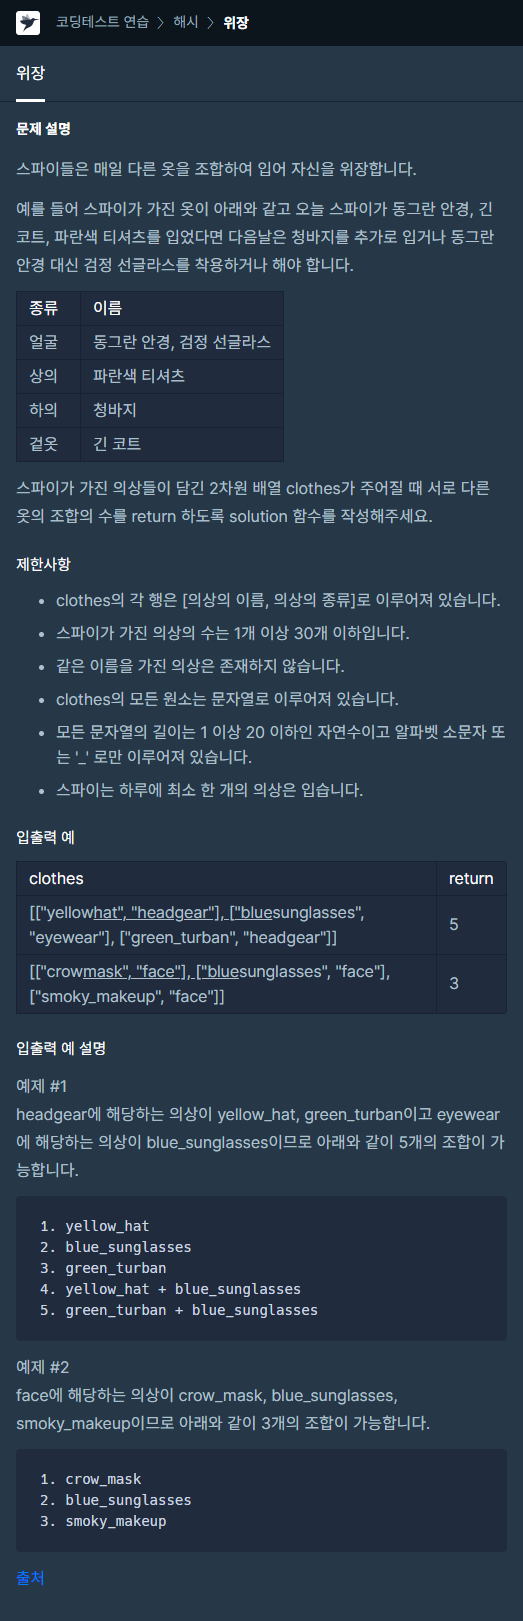 코딩테스트 연습 > 해시 > 위장
위장
문제 설명
스파이들은 매일 다른 옷을 조합하여 입어 자신을 위장합니다.
예를 들어 스파이가 가진 옷이 아래와 같고 오늘 스파이가 동그란 안경, 긴
코트, 파란색 티셔츠를 입었다면 다음날은 청바지를 추가로 입거나 동그란
안경 대신 검정 선글라스를 착용하거나 해야 합니다.
종류 이름
얼굴 동그란 안경, 검정 선글라스
상의 파란색 티셔츠
하의 청바지
겉옷 긴 코트
스파이가 가진 의상들이 담긴 2차원 배열 clothes가 주어질 때 서로 다른
옷의 조합의 수를 return 하도록 solution 함수를 작성해주세요.
제한사항
• clothes의 각 행은 [의상의 이름, 의상의 종류]로 이루어져 있습니다.
• 스파이가 가진 의상의 수는 1개 이상 30개 이하입니다.
• 같은 이름을 가진 의상은 존재하지 않습니다.
• clothes의 모든 원소는 문자열로 이루어져 있습니다.
• 모든 문자열의 길이는 1 이상 20 이하인 자연수이고 알파벳 소문자 또
는 '_' 로만 이루어져 있습니다.
• 스파이는 하루에 최소 한 개의 의상은 입습니다.
입출력 예
clothes return
[["yellowhat", "headgear"], ["bluesunglasses",
"eyewear"], ["green_turban", "headgear"]] 5
[["crowmask", "face"], ["bluesunglasses", "face"],
["smoky_makeup", "face"]] 3
입출력 예 설명
예제 #1
headgear에 해당하는 의상이 yellow_hat, green_turban이고 eyewear
에 해당하는 의상이 blue_sunglasses이므로 아래와 같이 5개의 조합이 가
능합니다.
1. yellow_hat
2. blue_sunglasses
3. green_turban
4. yellow_hat + blue_sunglasses
5. green_turban + blue_sunglasses
예제 #2
face에 해당하는 의상이 crow_mask, blue_sunglasses,
smoky_makeup이므로 아래와 같이 3개의 조합이 가능합니다.
1. crow_mask
2. blue_sunglasses
3. smoky_makeup
출처